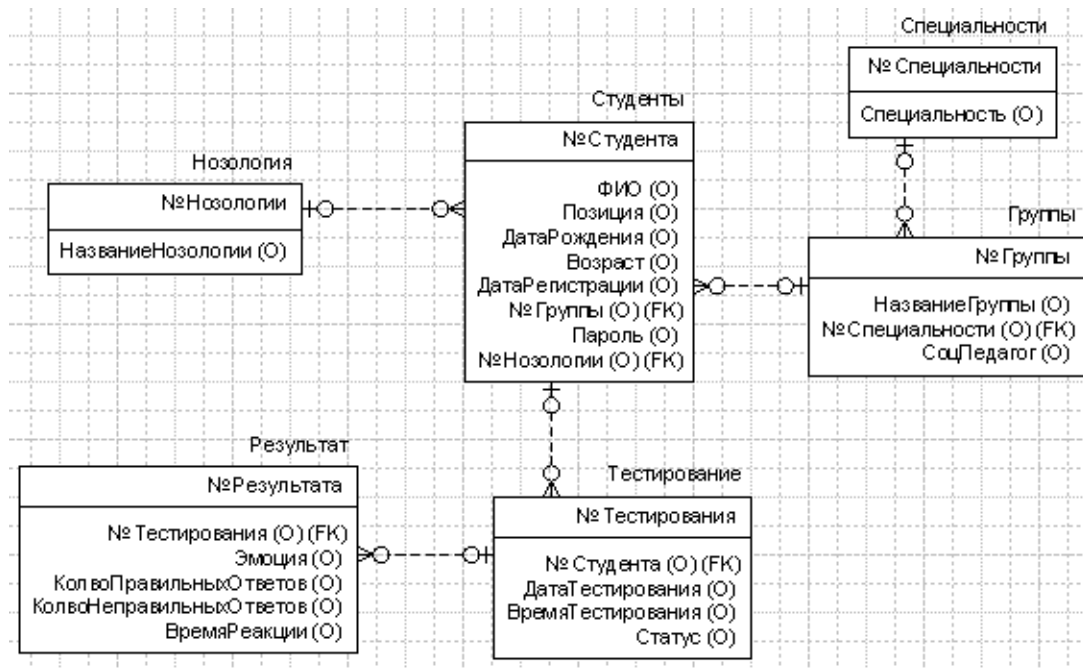 Специальности
№ Специальности
Специальность (O)
Студенты
№Студента
ФИО (O)
Позиция (O)
ДатаРождения (O)
Возраст (O)
ДатаРегистрации (O)
№ Группы (O) (FK)
Пароль (O)
№Нозологии (O) (FK)
Нозология
№Нозологии
НазваниеНозологии (O)
Группы
№ Группы
НазваниеГруппы (O)
№Специальности (O) (FK)
СоцПедагог (O)
Результат
№Результата
№ Тестирования (O) (FK)
Эмоция (O)
КолвоПравильныхОтветов (O)
КолвоНеправильныхОтветов (O)
ВремяРеакции (O)
Тестирование
№ Тестирования
№ Студента (O) (FK)
ДатаТестирования (O)
ВремяТестирования (O)
Статус (O)